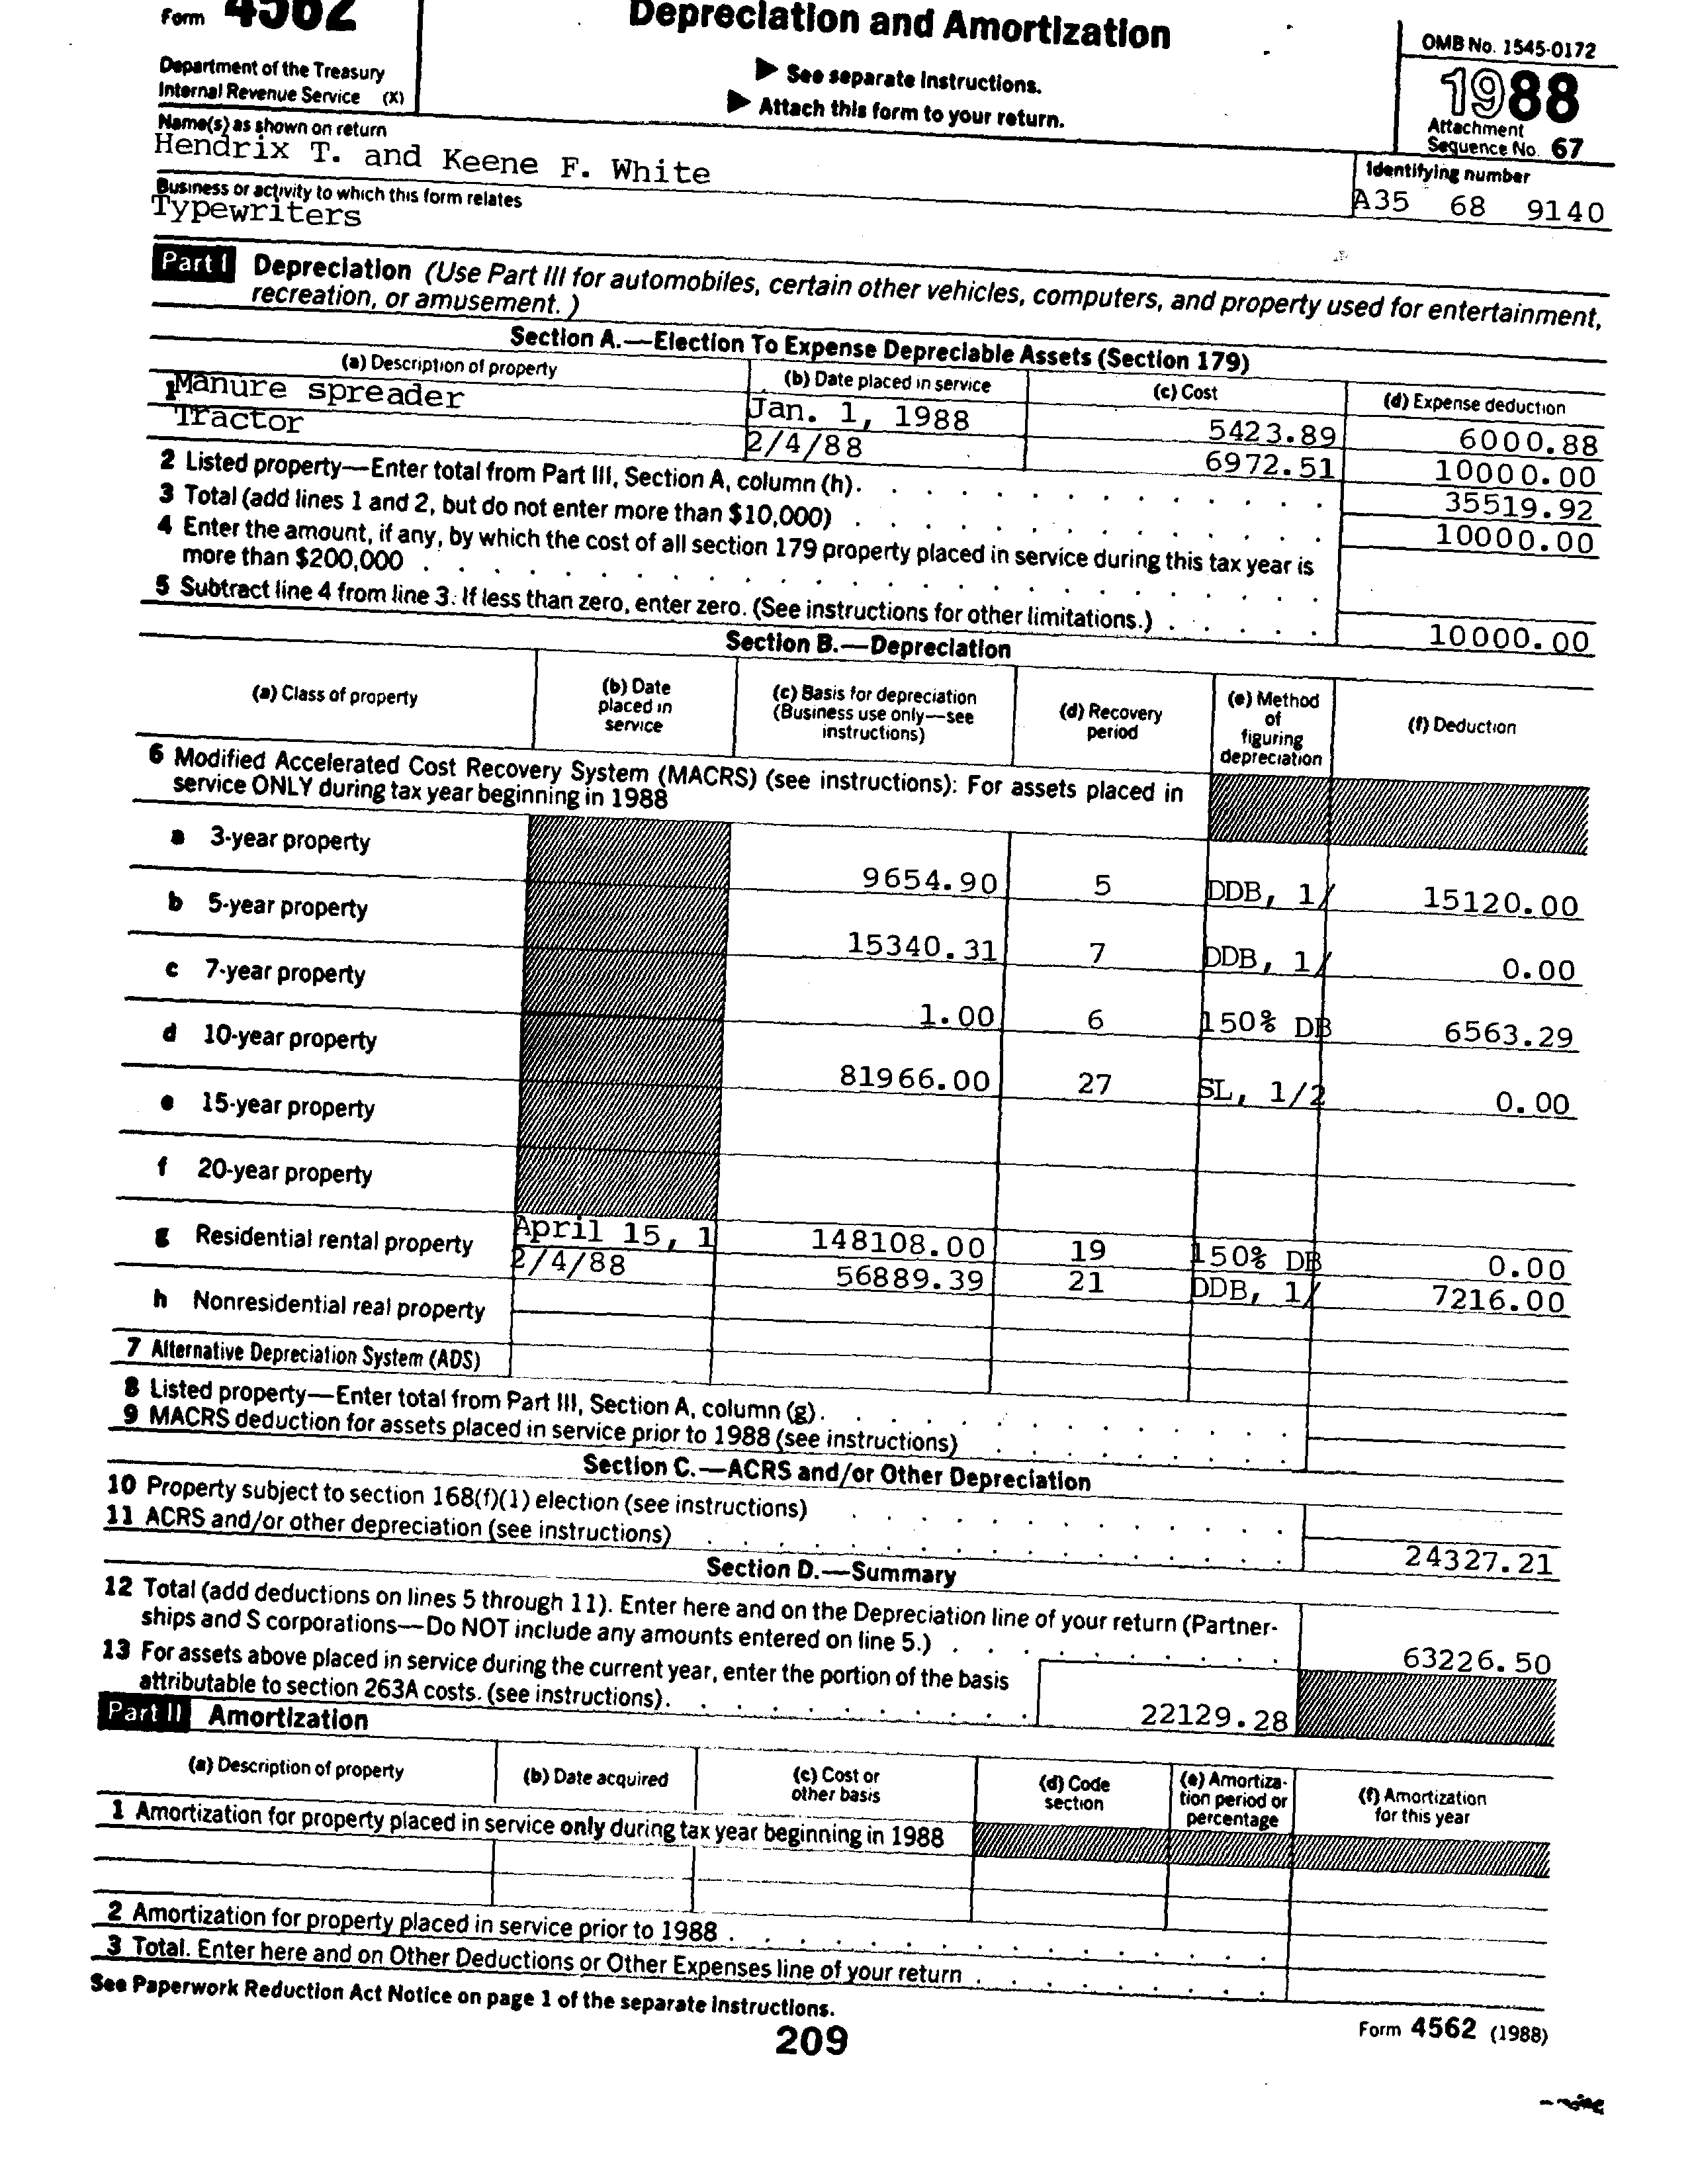 Form 4562
Depreciation and Amortization
OMB No. 1545-0172
Department of the Treasury
Internal Revenue Service (X)
▶ See separate instructions.
▶ Attach this form to your return.
1988
Attachment
Sequence No. 67
Name(s) as shown on return
Hendrix T. and Keene F. White
Identifying number
A35 68 9140
Business or activity to which this form relates
Typewriters
Part I Depreciation (Use Part III for automobiles, certain other vehicles, computers, and property used for entertainment,
recreation, or amusement.)
Section A.—Election To Expense Depreciable Assets (Section 179)
(a) Description of property (b) Date placed in service (c) Cost (d) Expense deduction
1 Manure spreader Jan. 1, 1988 5423.89 6000.88
Tractor 2/4/88 6972.51 10000.00
2 Listed property—Enter total from Part III, Section A, column (h). 35519.92
3 Total (add lines 1 and 2, but do not enter more than $10,000) 10000.00
4 Enter the amount, if any, by which the cost of all section 179 property placed in service during this tax year is
more than $200,000
5 Subtract line 4 from line 3. If less than zero, enter zero. (See instructions for other limitations.) 10000.00
Section B.—Depreciation
(a) Class of property (b) Date placed in service (c) Basis for depreciation (Business use only—see instructions) (d) Recovery period (e) Method of figuring depreciation (f) Deduction
6 Modified Accelerated Cost Recovery System (MACRS) (see instructions): For assets placed in
service ONLY during tax year beginning in 1988
a 3-year property 9654.90 5 DDB, 1/ 15120.00
b 5-year property 15340.31 7 DDB, 1/ 0.00
c 7-year property 1.00 6 150% DB 6563.29
d 10-year property 81966.00 27 SL, 1/2 0.00
e 15-year property
f 20-year property
g Residential rental property April 15, 1 148108.00 19 150% DB 0.00
2/4/88 56889.39 21 DDB, 1/ 7216.00
h Nonresidential real property
7 Alternative Depreciation System (ADS)
8 Listed property—Enter total from Part III, Section A, column (g).
9 MACRS deduction for assets placed in service prior to 1988 (see instructions)
Section C.—ACRS and/or Other Depreciation
10 Property subject to section 168(f)(1) election (see instructions)
11 ACRS and/or other depreciation (see instructions) 24327.21
Section D.—Summary
12 Total (add deductions on lines 5 through 11). Enter here and on the Depreciation line of your return (Partner-
ships and S corporations—Do NOT include any amounts entered on line 5.) 63226.50
13 For assets above placed in service during the current year, enter the portion of the basis
attributable to section 263A costs. (see instructions). 22129.28
Part II Amortization
(a) Description of property (b) Date acquired (c) Cost or other basis (d) Code section (e) Amortiza-tion period or percentage (f) Amortization for this year
1 Amortization for property placed in service only during tax year beginning in 1988
2 Amortization for property placed in service prior to 1988
3 Total. Enter here and on Other Deductions or Other Expenses line of your return
See Paperwork Reduction Act Notice on page 1 of the separate instructions.
Form 4562 (1988)
209